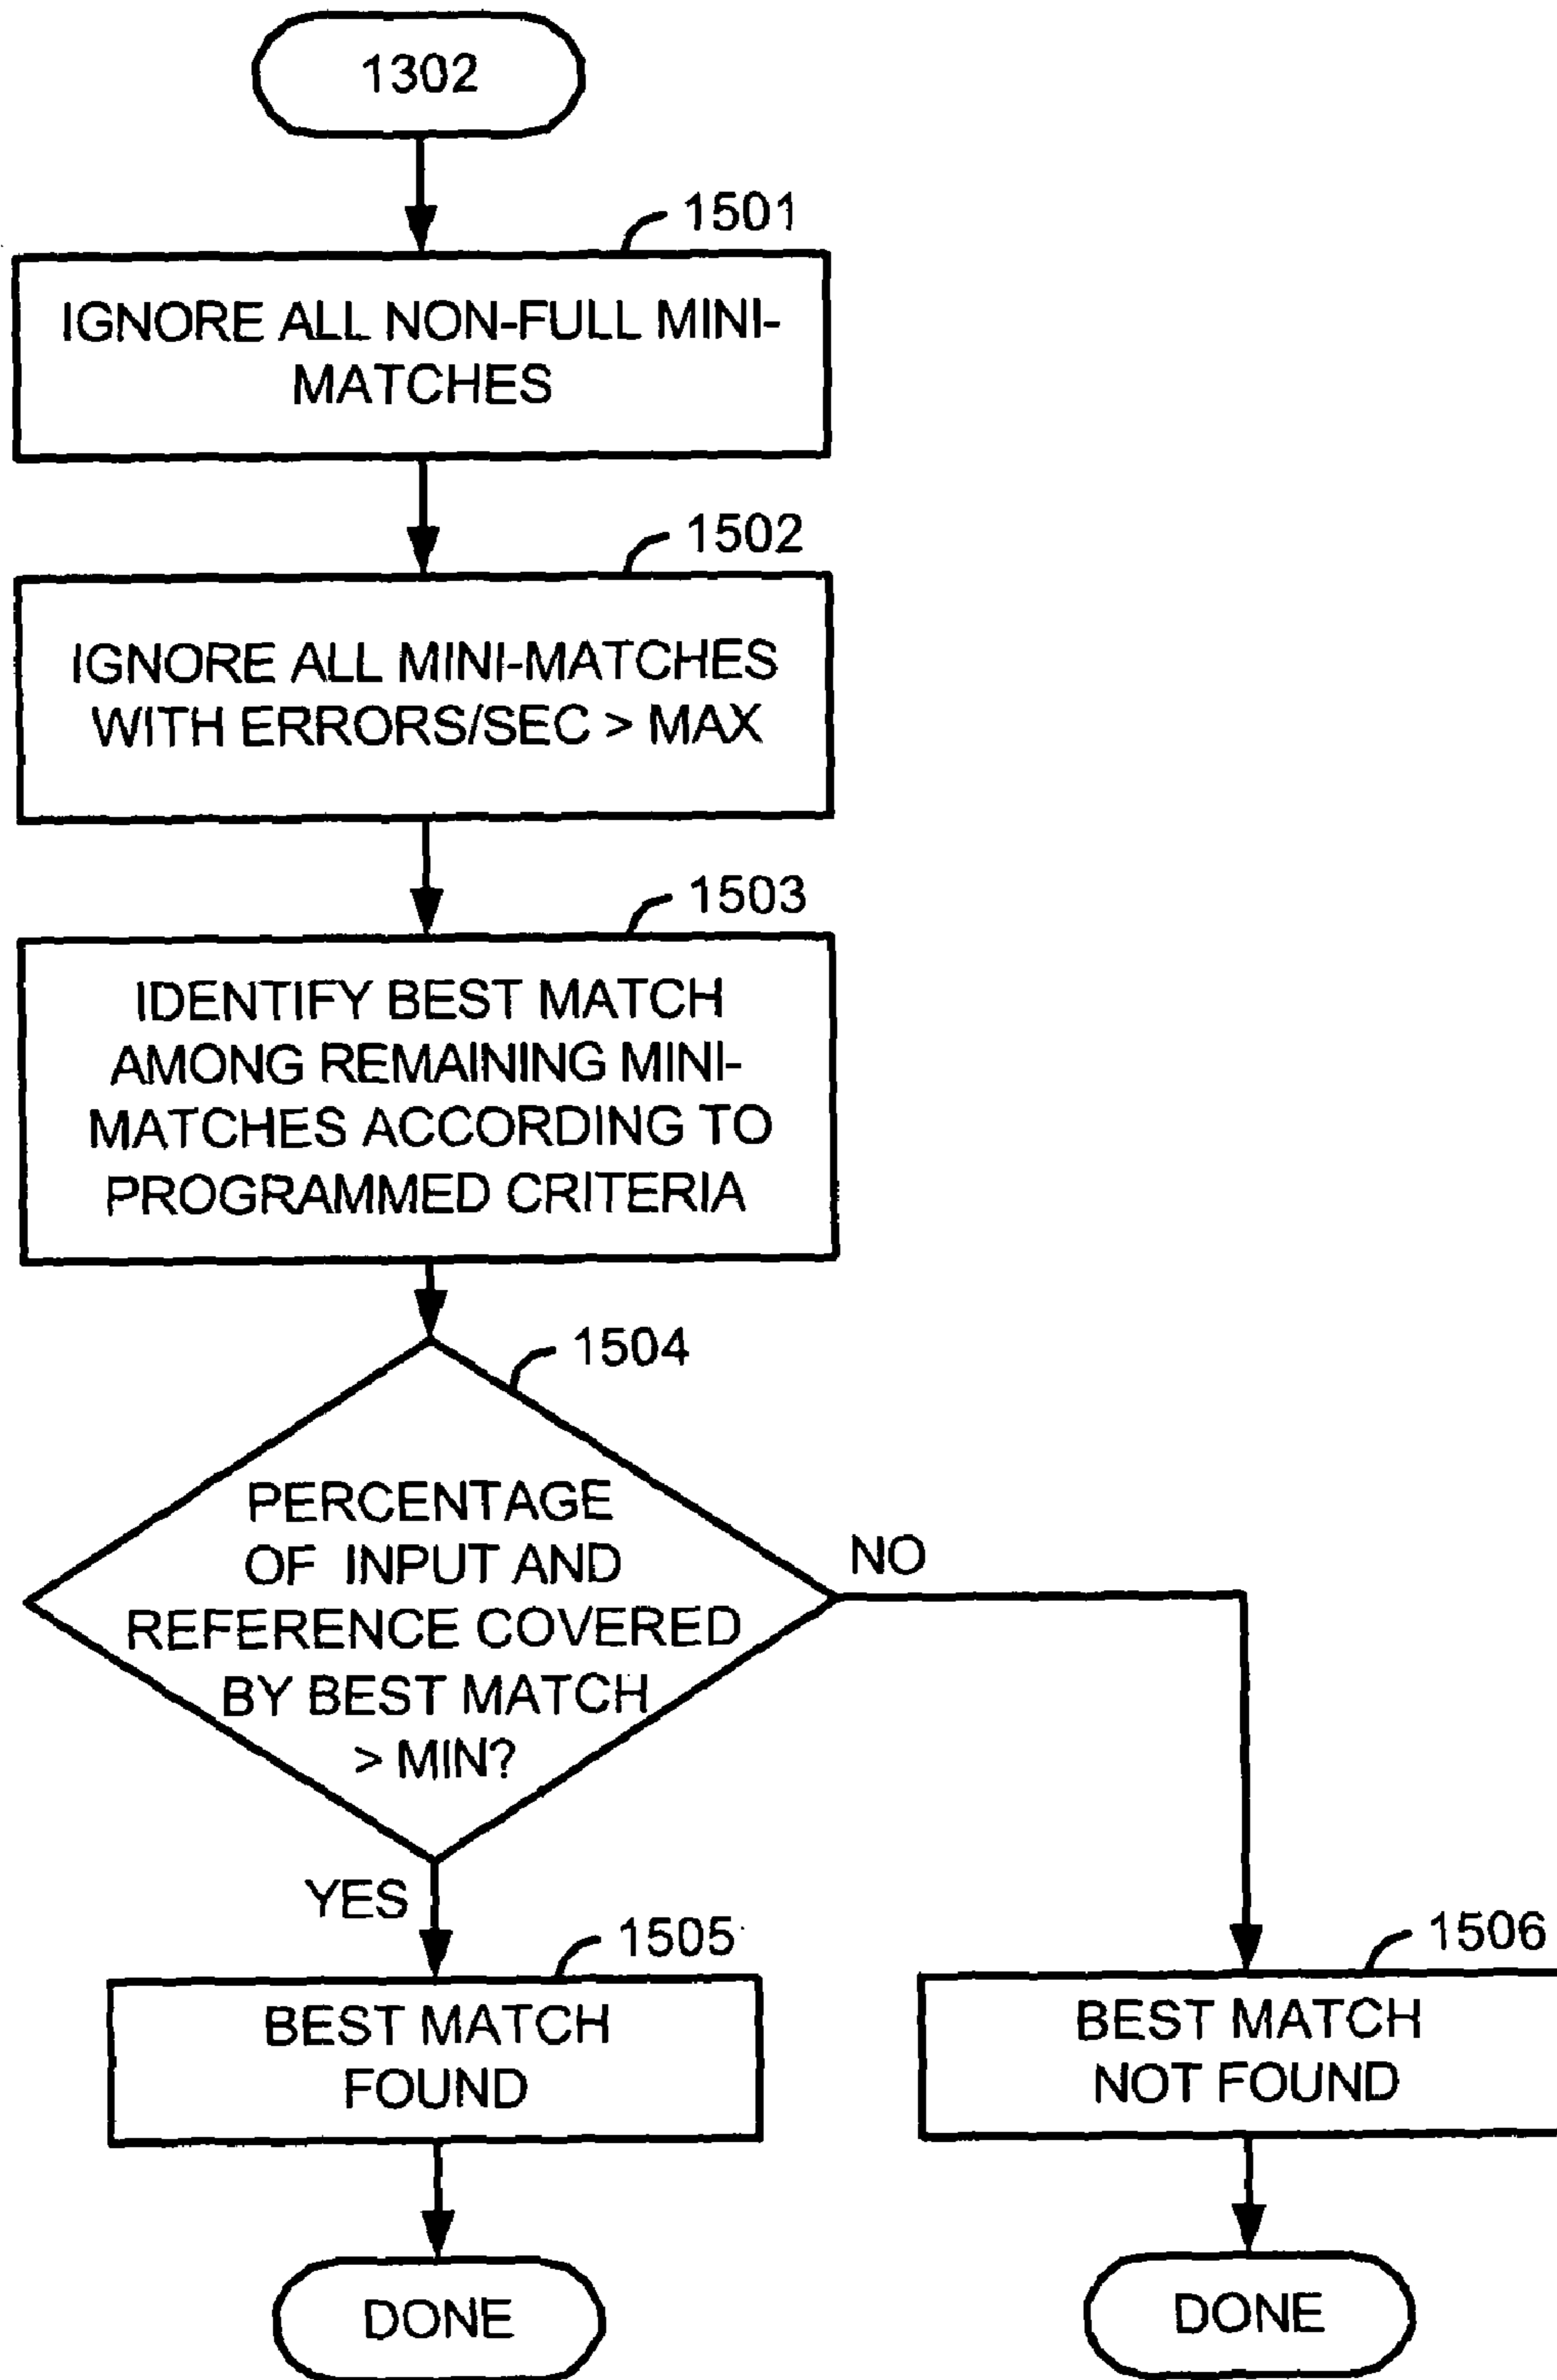 1302
1501
IGNORE ALL NON-FULL MINI-
MATCHES
1502
IGNORE ALL MINI-MATCHES
WITH ERRORS/SEC > MAX
1503
IDENTIFY BEST MATCH
AMONG REMAINING MINI-
MATCHES ACCORDING TO
PROGRAMMED CRITERIA
1504
PERCENTAGE
OF INPUT AND
REFERENCE COVERED
BY BEST MATCH
> MIN?
NO
YES
1505
BEST MATCH
FOUND
1506
BEST MATCH
NOT FOUND
DONE
DONE